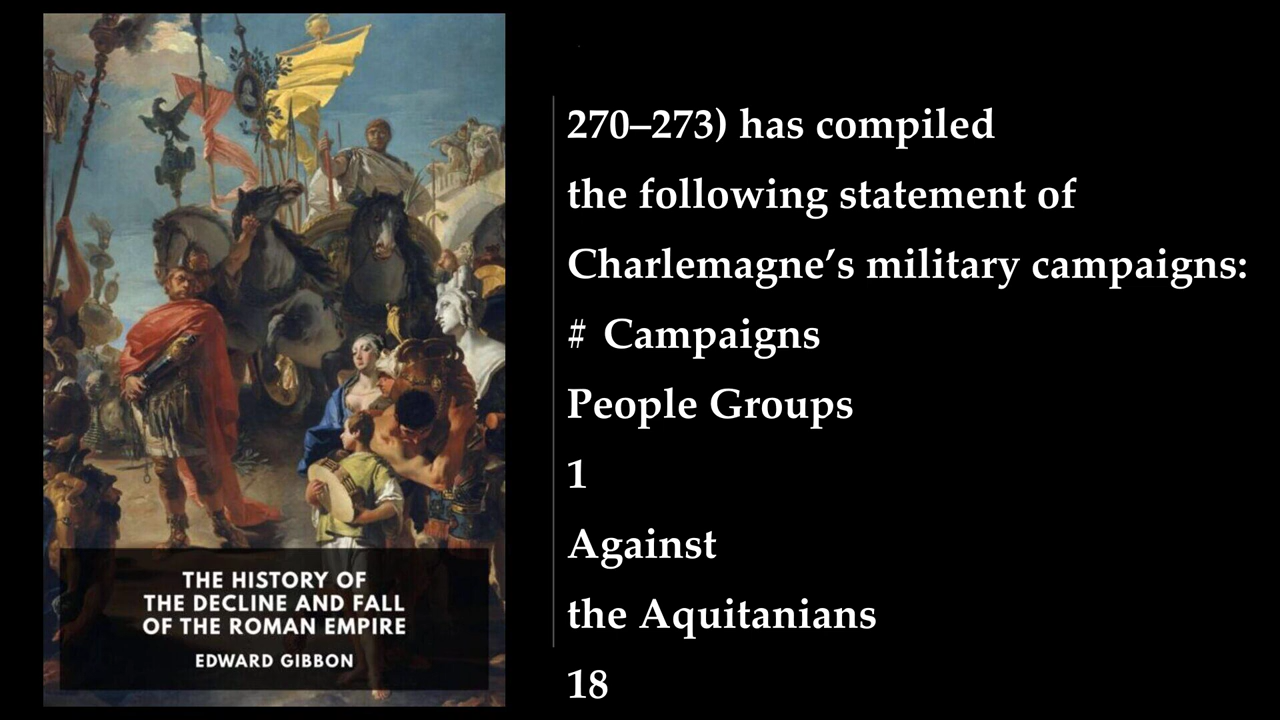 THE HISTORY OF
THE DECLINE AND FALL
OF THE ROMAN EMPIRE
EDWARD GIBBON
270–273) has compiled
the following statement of
Charlemagne’s military campaigns:
# Campaigns
People Groups
1
Against
the Aquitanians
18